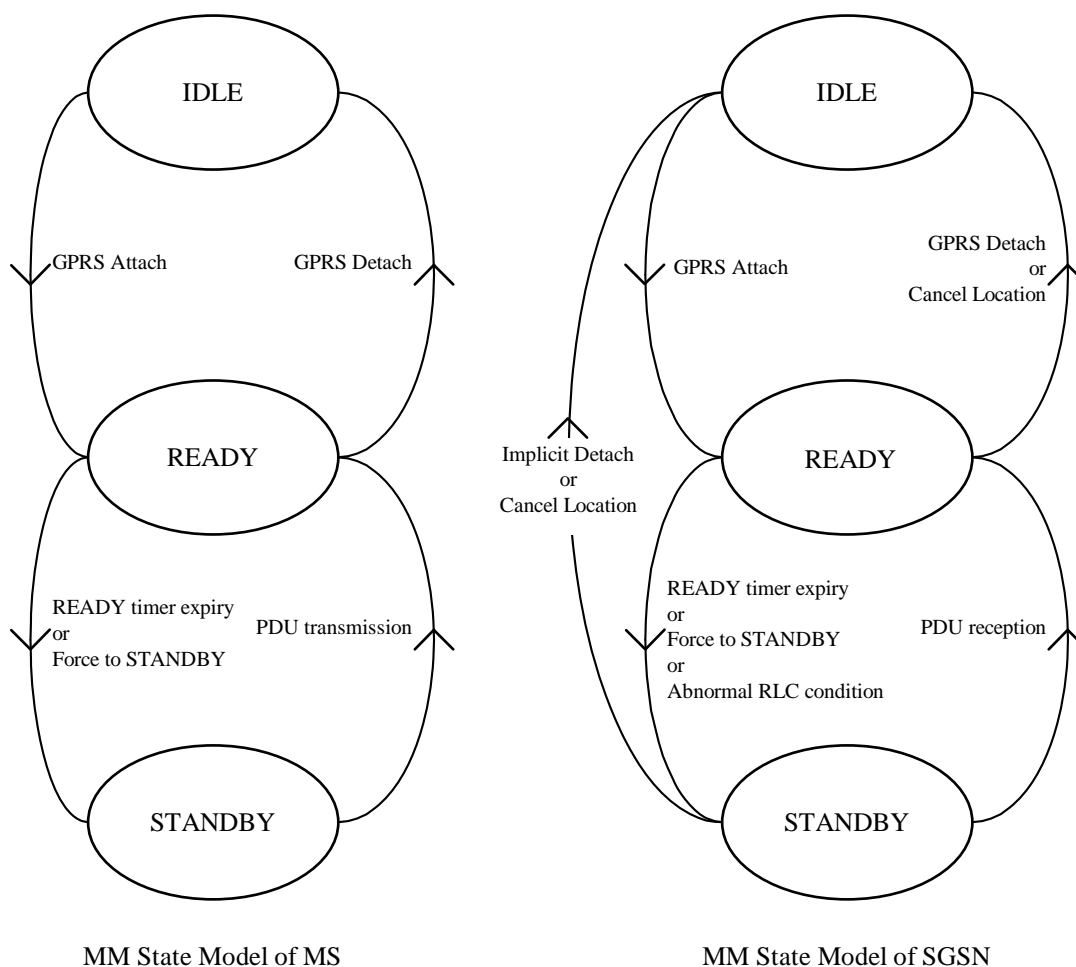 IDLE
GPRS Attach
GPRS Detach
READY
READY timer expiry
or
Force to STANDBY
PDU transmission
STANDBY
MM State Model of MS
IDLE
GPRS Attach
GPRS Detach
or
Cancel Location
Implicit Detach
or
Cancel Location
READY
READY timer expiry
or
Force to STANDBY
or
Abnormal RLC condition
PDU reception
STANDBY
MM State Model of SGSN